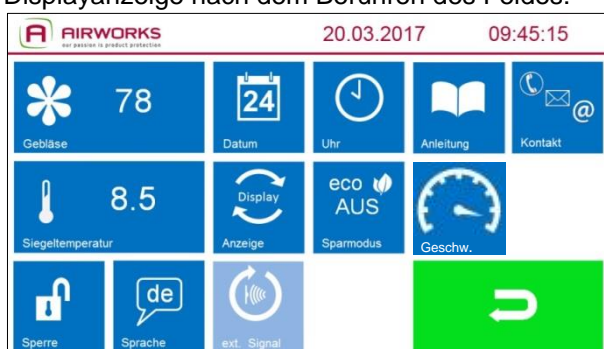 Displayanzeige nach dem Berühren des Feldes:
AIRWORKS 20.03.2017 09:45:15
our passion is product protection
78 24
Gebläse Datum Uhr Anleitung Kontakt
8.5 Display eco AUS
Siegeltemperatur Anzeige Sparmodus Geschw.
de
Sperre Sprache ext. Signal